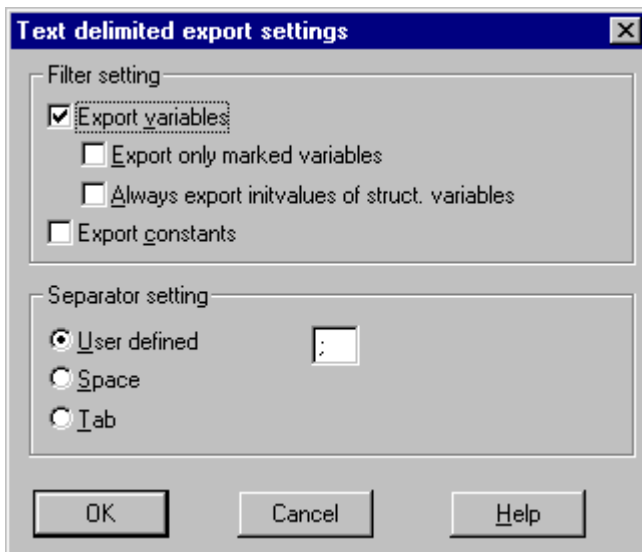 Text delimited export settings
Filter setting
Export variables
Export only marked variables
Always export initvalues of struct. variables
Export constants
Separator setting
User defined ;
Space
Tab
OK Cancel Help